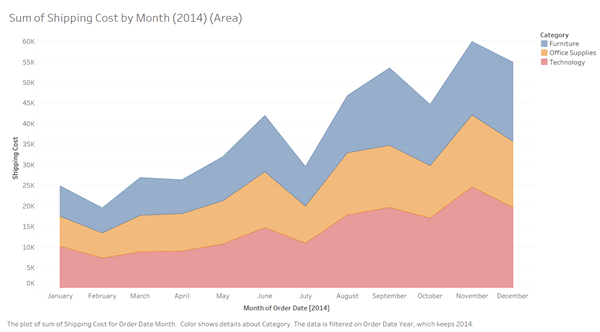 Sum of Shipping Cost by Month (2014) (Area)
Category
Furniture
Office Supplies
Technology
60K
55K
50K
45K
40K
35K
30K
25K
20K
15K
10K
5K
0K
Shipping Cost
January February March April May June July August September October November December
Month of Order Date [2014]
The plot of sum of Shipping Cost for Order Date Month. Color shows details about Category. The data is filtered on Order Date Year, which keeps 2014.